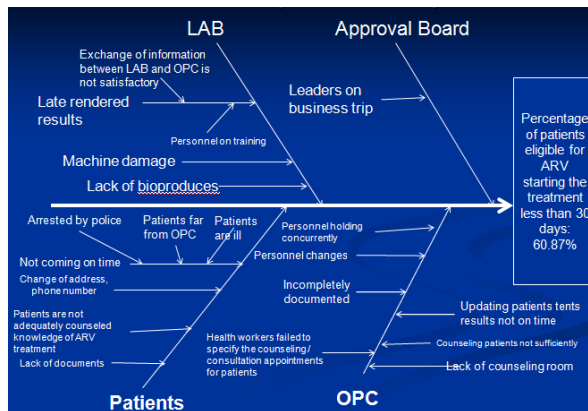 LAB
Approval Board
Exchange of information
between LAB and OPC is
not satisfactory
Late rendered
results
Personnel on training
Machine damage
Lack of bioproduces
Leaders on
business trip
Percentage
of patients
eligible for
ARV
starting the
treatment
less than 30
days:
60.87%
Arrested by police
Patients far
from OPC
Patients
are ill
Not coming on time
Change of address,
phone number
Patients are not
adequately counseled
knowledge of ARV
treatment
Lack of documents
Patients
Personnel holding
concurrently
Personnel changes
Incompletely
documented
Updating patients tents
results not on time
Counseling patients not sufficiently
Health workers failed to
specify the counseling /
consultation appointments
for patients
Lack of counseling room
OPC